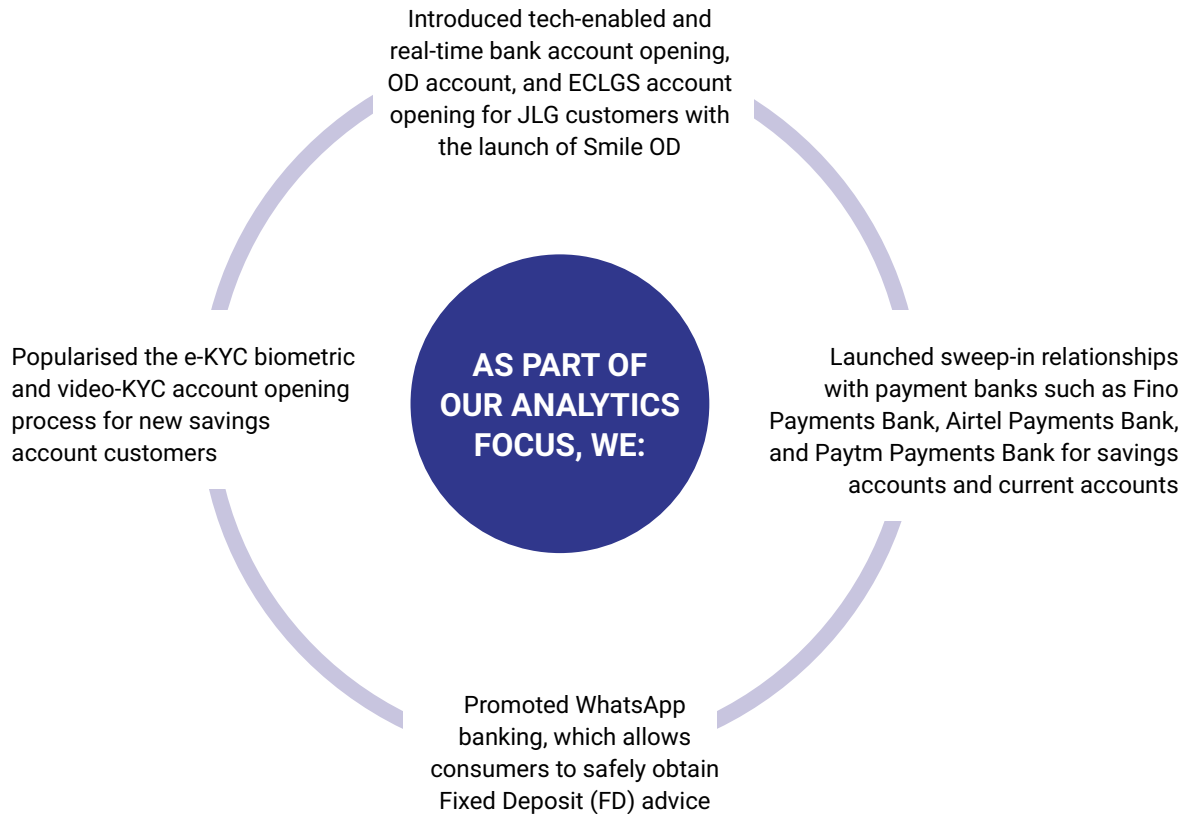 Introduced tech-enabled and
real-time bank account opening,
OD account, and ECLGS account
opening for JLG customers with
the launch of Smile OD
Popularised the e-KYC biometric
and video-KYC account opening
process for new savings
account customers
AS PART OF
OUR ANALYTICS
FOCUS, WE:
Launched sweep-in relationships
with payment banks such as Fino
Payments Bank, Airtel Payments Bank,
and Paytm Payments Bank for savings
accounts and current accounts
Promoted WhatsApp
banking, which allows
consumers to safely obtain
Fixed Deposit (FD) advice